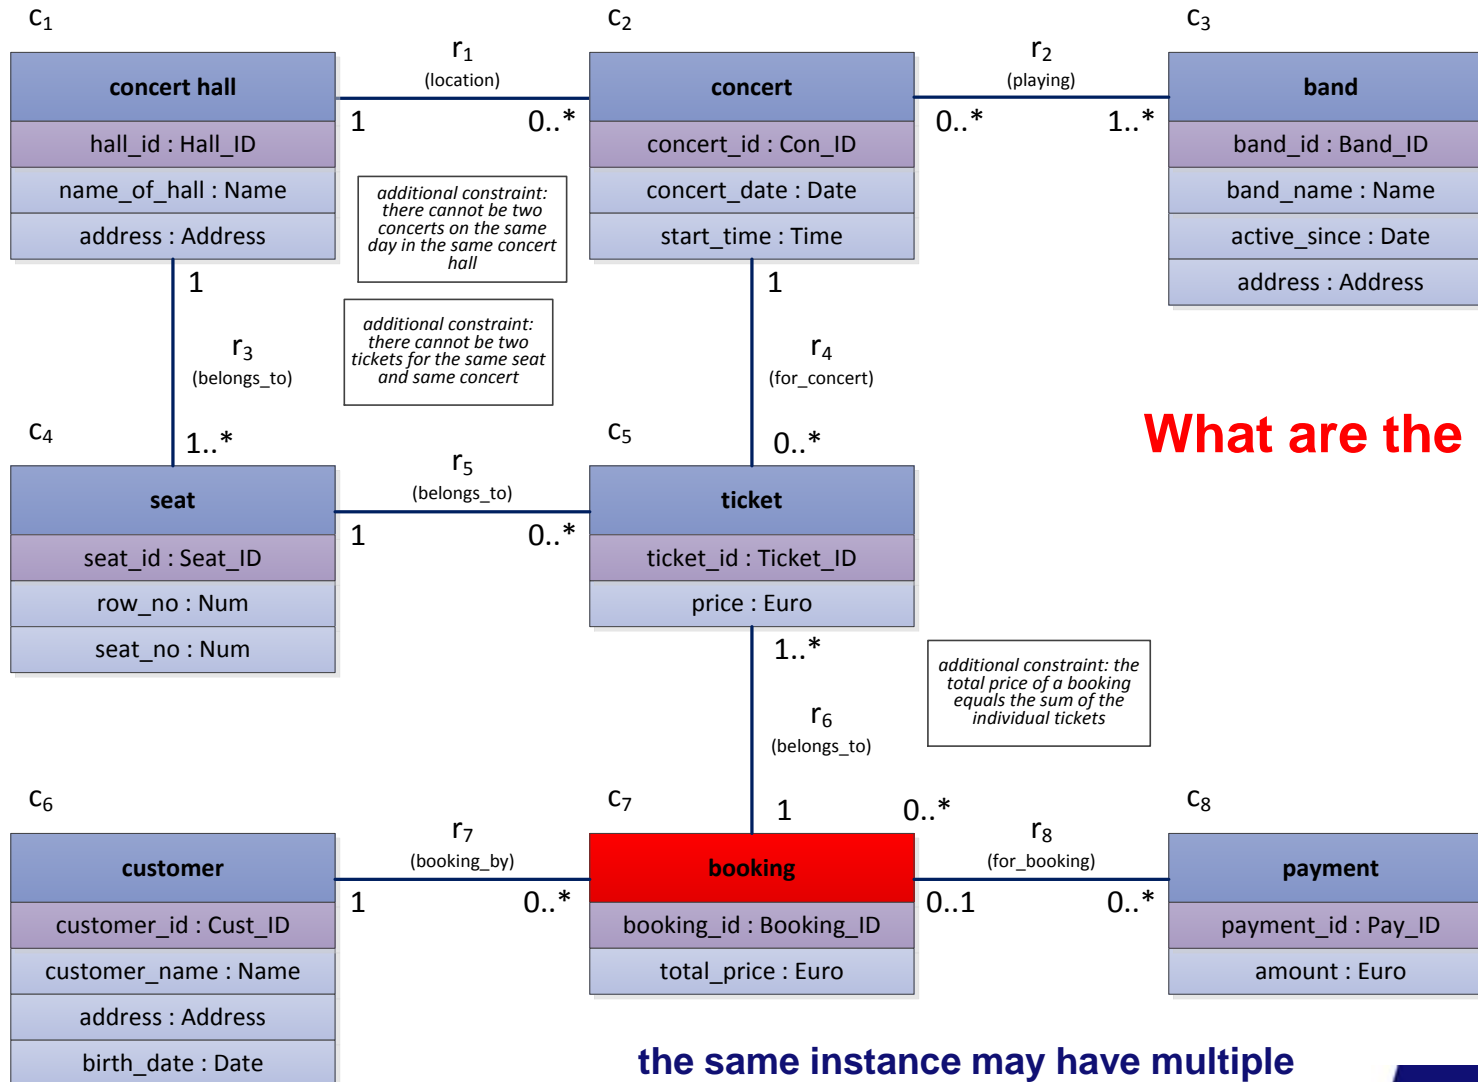 c1
c2
c3
concert hall
hall_id : Hall_ID
name_of_hall : Name
address : Address
r1
(location)
1
0..*
concert
concert_id : Con_ID
concert_date : Date
start_time : Time
r2
(playing)
0..*
1..*
band
band_id : Band_ID
band_name : Name
active_since : Date
address : Address
additional constraint:
there cannot be two
concerts on the same
day in the same concert
hall
1
r3
(belongs_to)
1..*
additional constraint:
there cannot be two
tickets for the same seat
and same concert
1
r4
(for_concert)
0..*
What are the
c4
c5
seat
seat_id : Seat_ID
row_no : Num
seat_no : Num
r5
(belongs_to)
1
0..*
ticket
ticket_id : Ticket_ID
price : Euro
1..*
r6
(belongs_to)
1
additional constraint: the
total price of a booking
equals the sum of the
individual tickets
c6
c7
0..*
c8
customer
customer_id : Cust_ID
customer_name : Name
address : Address
birth_date : Date
r7
(booking_by)
1
0..*
booking
booking_id : Booking_ID
total_price : Euro
r8
(for_booking)
0..1
0..*
payment
payment_id : Pay_ID
amount : Euro
the same instance may have multiple